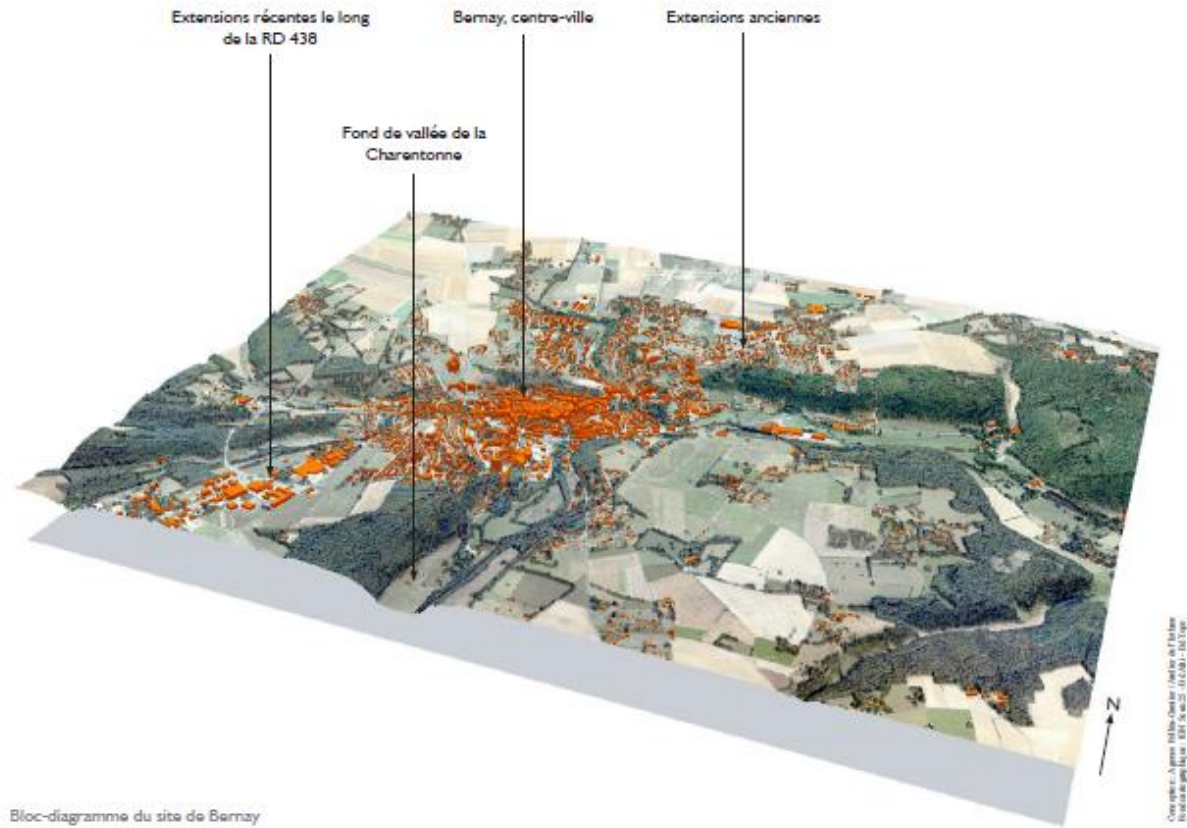 Extensions récentes le long
de la RD 438
Bernay, centre-ville
Extensions anciennes
Fond de vallée de la
Charentonne
N
Bloc-diagramme du site de Bernay